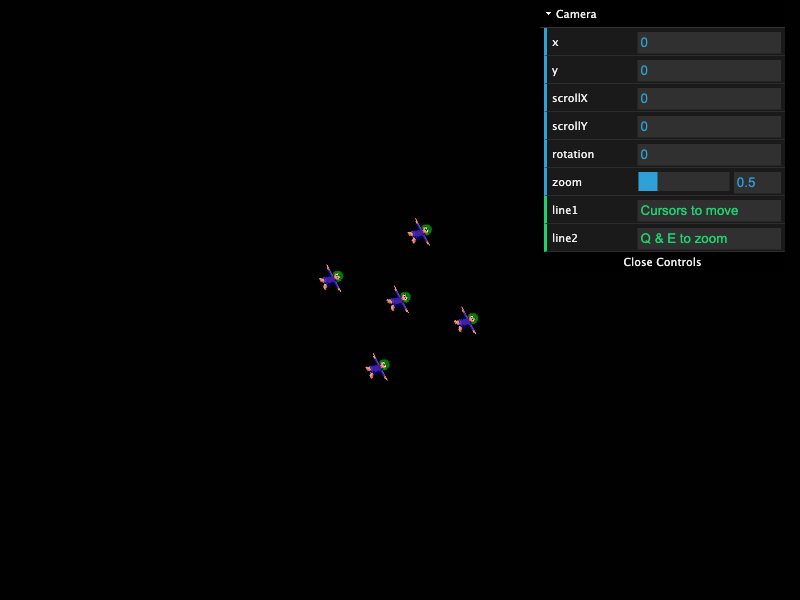 Camera
x 0
y 0
scrollX 0
scrollY 0
rotation 0
zoom 0.5
line1 Cursors to move
line2 Q & E to zoom
Close Controls